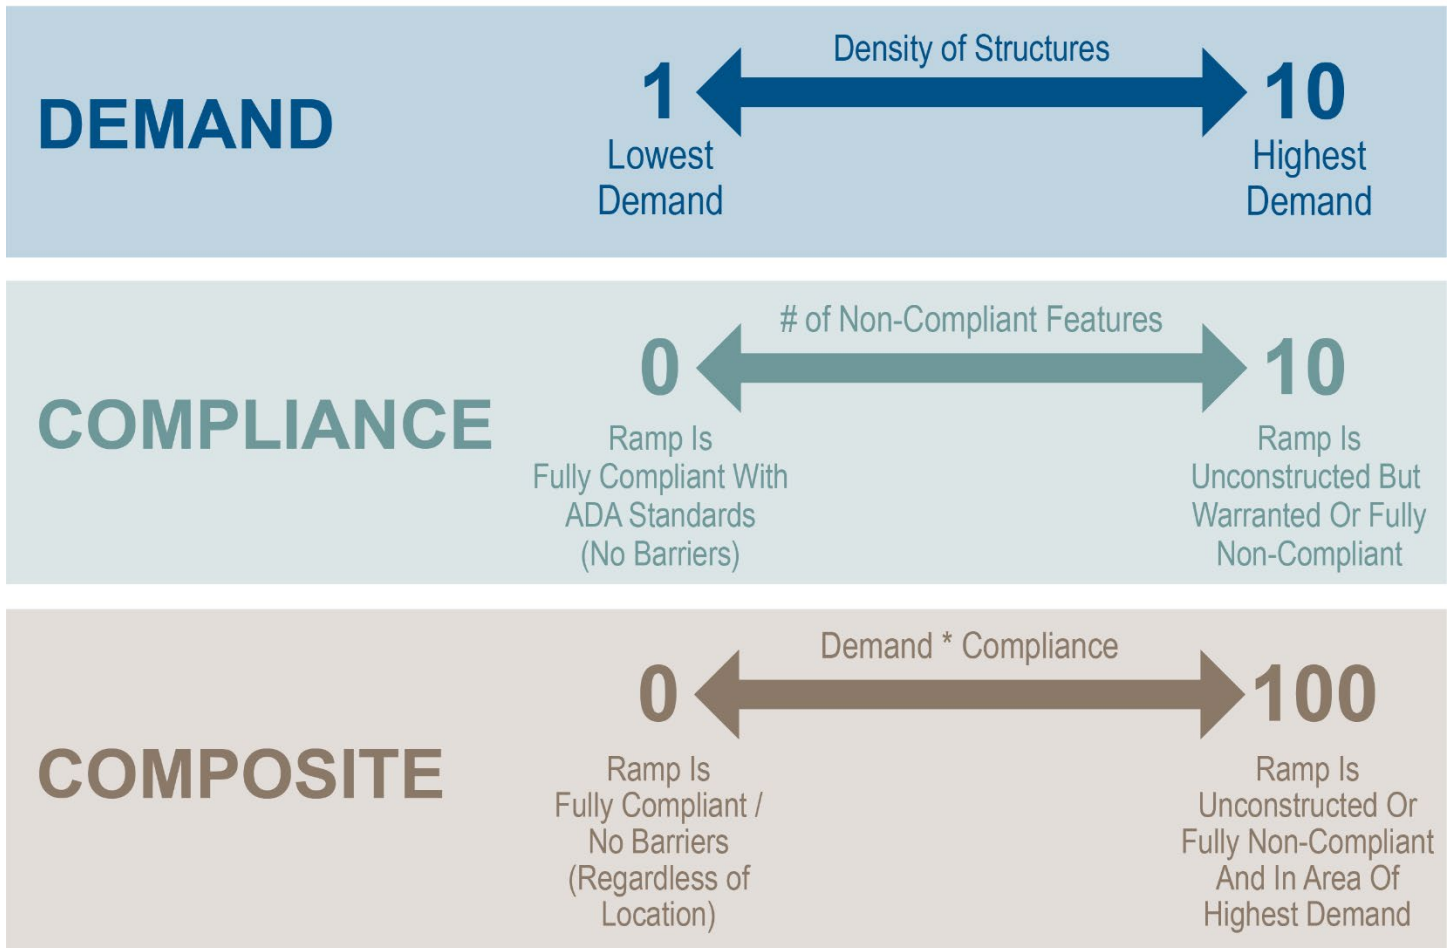 DEMAND
Density of Structures
1
10
Lowest
Demand
Highest
Demand
COMPLIANCE
# of Non-Compliant Features
0
10
Ramp Is
Fully Compliant With
ADA Standards
(No Barriers)
Ramp Is
Unconstructed But
Warranted Or Fully
Non-Compliant
COMPOSITE
Demand * Compliance
0
100
Ramp Is
Fully Compliant /
No Barriers
(Regardless of
Location)
Ramp Is
Unconstructed Or
Fully Non-Compliant
And In Area Of
Highest Demand